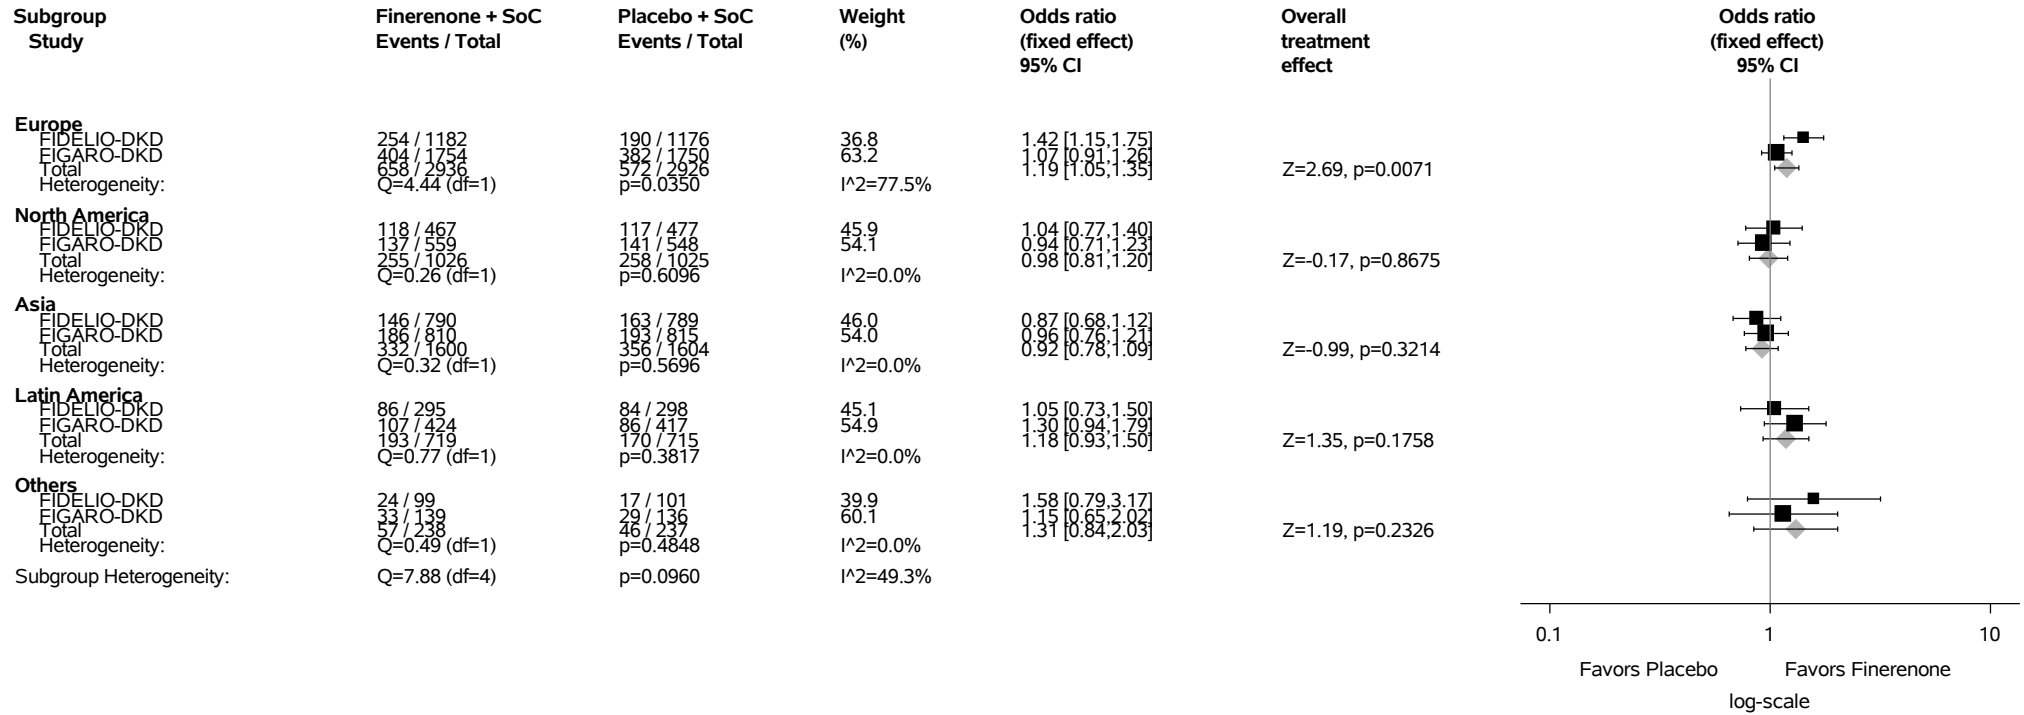 Subgroup Finerenone + SoC Placebo + SoC Weight Odds ratio Overall Odds ratio
Study Events / Total Events / Total (%) (fixed effect) treatment (fixed effect)
95% CI effect 95% CI
Europe
FIDELIO-DKD 254 / 1182 190 / 1176 36.8 1.42 [1.15,1.75]
FIGARO-DKD 404 / 1754 382 / 1750 63.2 1.07 [0.91,1.26]
Total 658 / 2936 572 / 2926 1.19 [1.05,1.35] Z=2.69, p=0.0071
Heterogeneity: Q=4.44 (df=1) p=0.0350 I^2=77.5%
North America
FIDELIO-DKD 118 / 467 117 / 477 45.9 1.04 [0.77,1.40]
FIGARO-DKD 137 / 559 141 / 548 54.1 0.94 [0.71,1.23]
Total 255 / 1026 258 / 1025 0.98 [0.81,1.20] Z=-0.17, p=0.8675
Heterogeneity: Q=0.26 (df=1) p=0.6096 I^2=0.0%
Asia
FIDELIO-DKD 146 / 790 163 / 789 46.0 0.87 [0.68,1.12]
FIGARO-DKD 186 / 810 193 / 815 54.0 0.96 [0.76,1.21]
Total 332 / 1600 356 / 1604 0.92 [0.78,1.09] Z=-0.99, p=0.3214
Heterogeneity: Q=0.32 (df=1) p=0.5696 I^2=0.0%
Latin America
FIDELIO-DKD 86 / 295 84 / 298 45.1 1.05 [0.73,1.50]
FIGARO-DKD 107 / 424 86 / 417 54.9 1.30 [0.94,1.79]
Total 193 / 719 170 / 715 1.18 [0.93,1.50] Z=1.35, p=0.1758
Heterogeneity: Q=0.77 (df=1) p=0.3817 I^2=0.0%
Others
FIDELIO-DKD 24 / 99 17 / 101 39.9 1.58 [0.79,3.17]
FIGARO-DKD 33 / 139 29 / 136 60.1 1.15 [0.65,2.02]
Total 57 / 238 46 / 237 1.31 [0.84,2.03] Z=1.19, p=0.2326
Heterogeneity: Q=0.49 (df=1) p=0.4848 I^2=0.0%
Subgroup Heterogeneity: Q=7.88 (df=4) p=0.0960 I^2=49.3%
0.1 1 10
Favors Placebo Favors Finerenone
log-scale